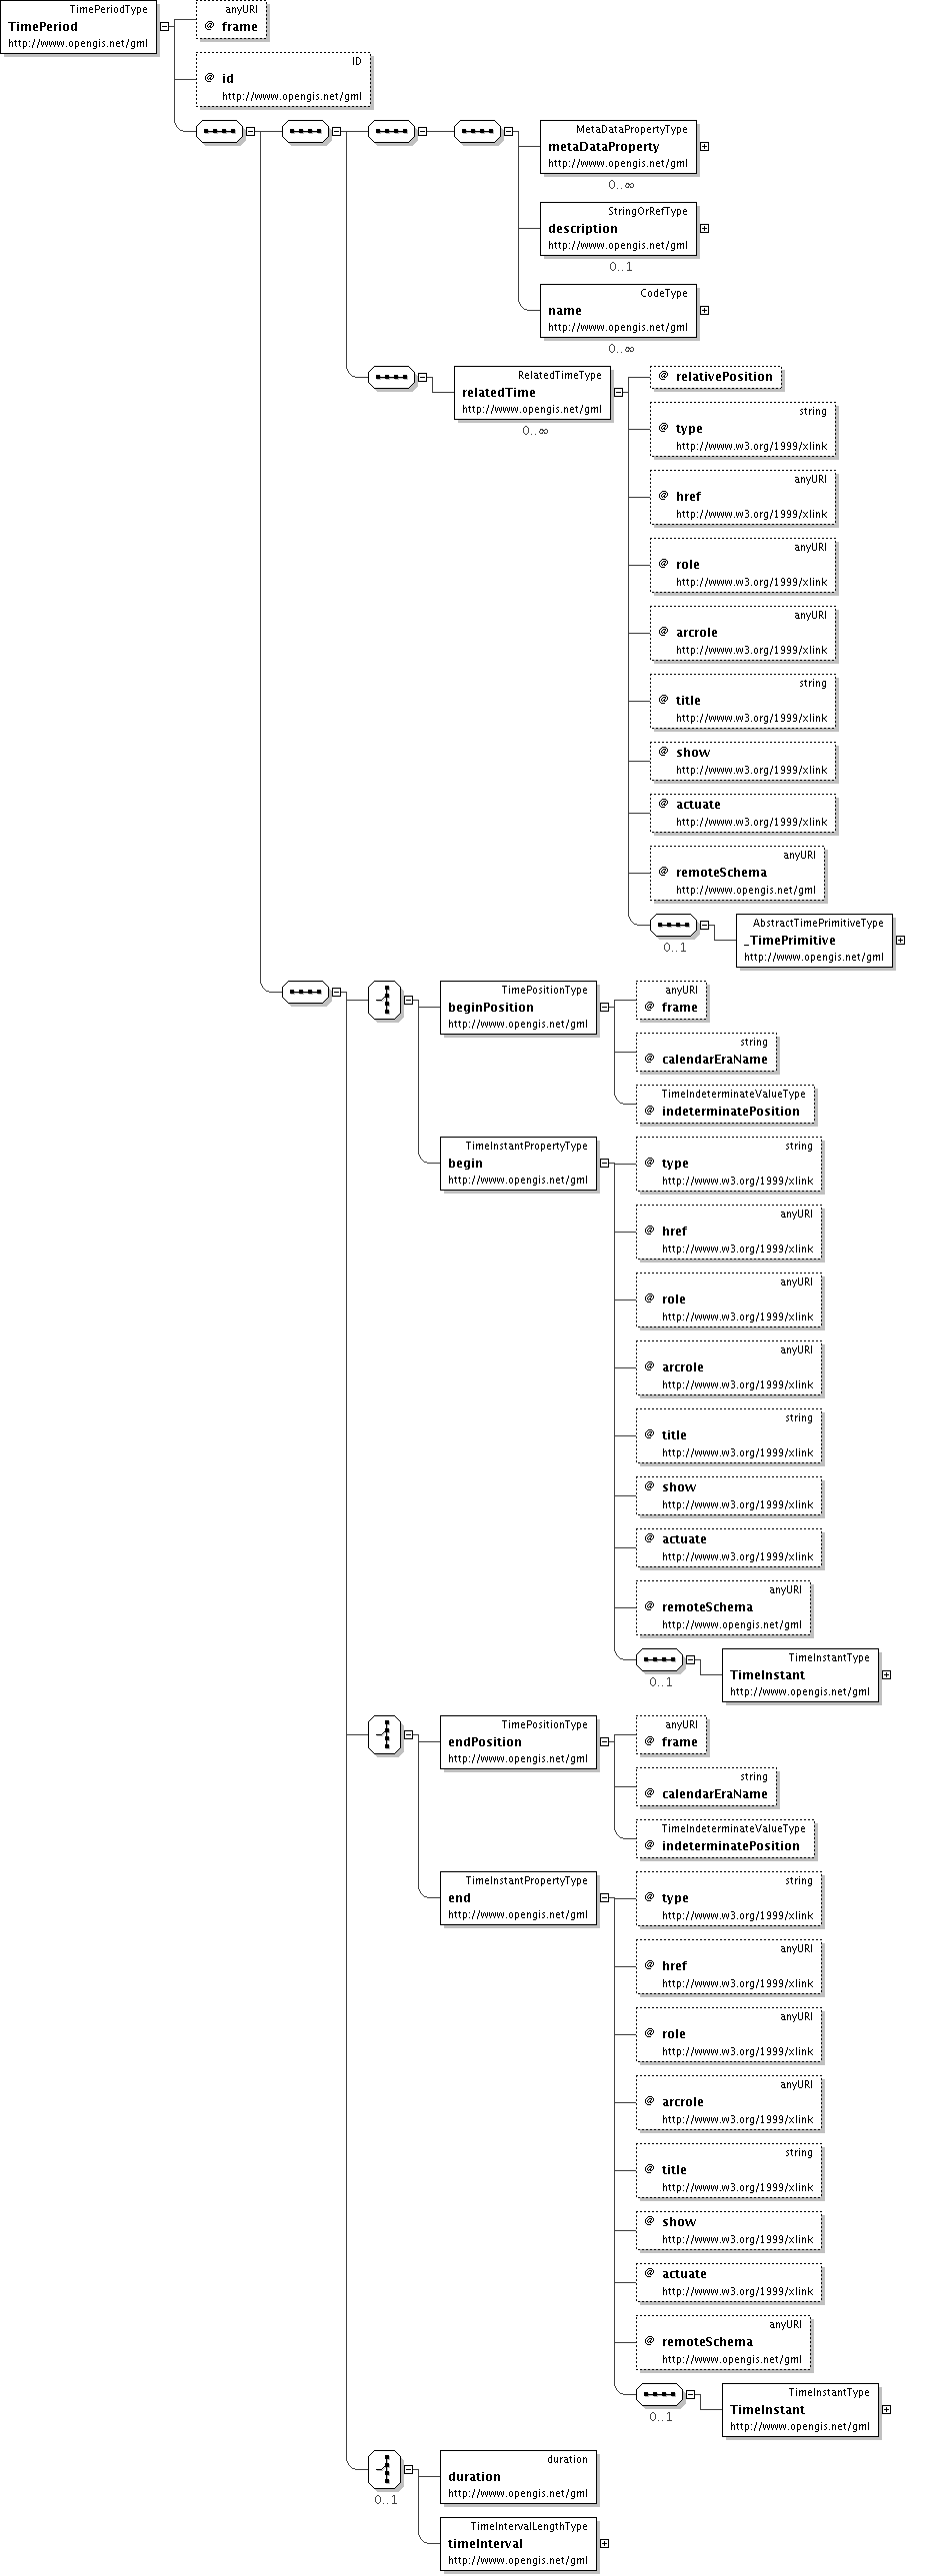 TimePeriodType
TimePeriod
http://www.opengis.net/gml
anyURI
@ frame
ID
@ id
http://www.opengis.net/gml
MetaDataPropertyType
metaDataProperty
http://www.opengis.net/gml
0..∞
StringOrRefType
description
http://www.opengis.net/gml
0..1
CodeType
name
http://www.opengis.net/gml
0..∞
RelatedTimeType
relatedTime
http://www.opengis.net/gml
0..∞
@ relativePosition
string
@ type
http://www.w3.org/1999/xlink
anyURI
@ href
http://www.w3.org/1999/xlink
anyURI
@ role
http://www.w3.org/1999/xlink
anyURI
@ arcrole
http://www.w3.org/1999/xlink
string
@ title
http://www.w3.org/1999/xlink
@ show
http://www.w3.org/1999/xlink
@ actuate
http://www.w3.org/1999/xlink
anyURI
@ remoteSchema
http://www.opengis.net/gml
0..1
AbstractTimePrimitiveType
_TimePrimitive
http://www.opengis.net/gml
TimePositionType
beginPosition
http://www.opengis.net/gml
anyURI
@ frame
string
@ calendarEraName
TimeIndeterminateValueType
@ indeterminatePosition
TimeInstantPropertyType
begin
http://www.opengis.net/gml
string
@ type
http://www.w3.org/1999/xlink
anyURI
@ href
http://www.w3.org/1999/xlink
anyURI
@ role
http://www.w3.org/1999/xlink
anyURI
@ arcrole
http://www.w3.org/1999/xlink
string
@ title
http://www.w3.org/1999/xlink
@ show
http://www.w3.org/1999/xlink
@ actuate
http://www.w3.org/1999/xlink
anyURI
@ remoteSchema
http://www.opengis.net/gml
0..1
TimeInstantType
TimeInstant
http://www.opengis.net/gml
TimePositionType
endPosition
http://www.opengis.net/gml
anyURI
@ frame
string
@ calendarEraName
TimeIndeterminateValueType
@ indeterminatePosition
TimeInstantPropertyType
end
http://www.opengis.net/gml
string
@ type
http://www.w3.org/1999/xlink
anyURI
@ href
http://www.w3.org/1999/xlink
anyURI
@ role
http://www.w3.org/1999/xlink
anyURI
@ arcrole
http://www.w3.org/1999/xlink
string
@ title
http://www.w3.org/1999/xlink
@ show
http://www.w3.org/1999/xlink
@ actuate
http://www.w3.org/1999/xlink
anyURI
@ remoteSchema
http://www.opengis.net/gml
0..1
TimeInstantType
TimeInstant
http://www.opengis.net/gml
0..1
duration
duration
http://www.opengis.net/gml
TimeIntervalLengthType
timeInterval
http://www.opengis.net/gml